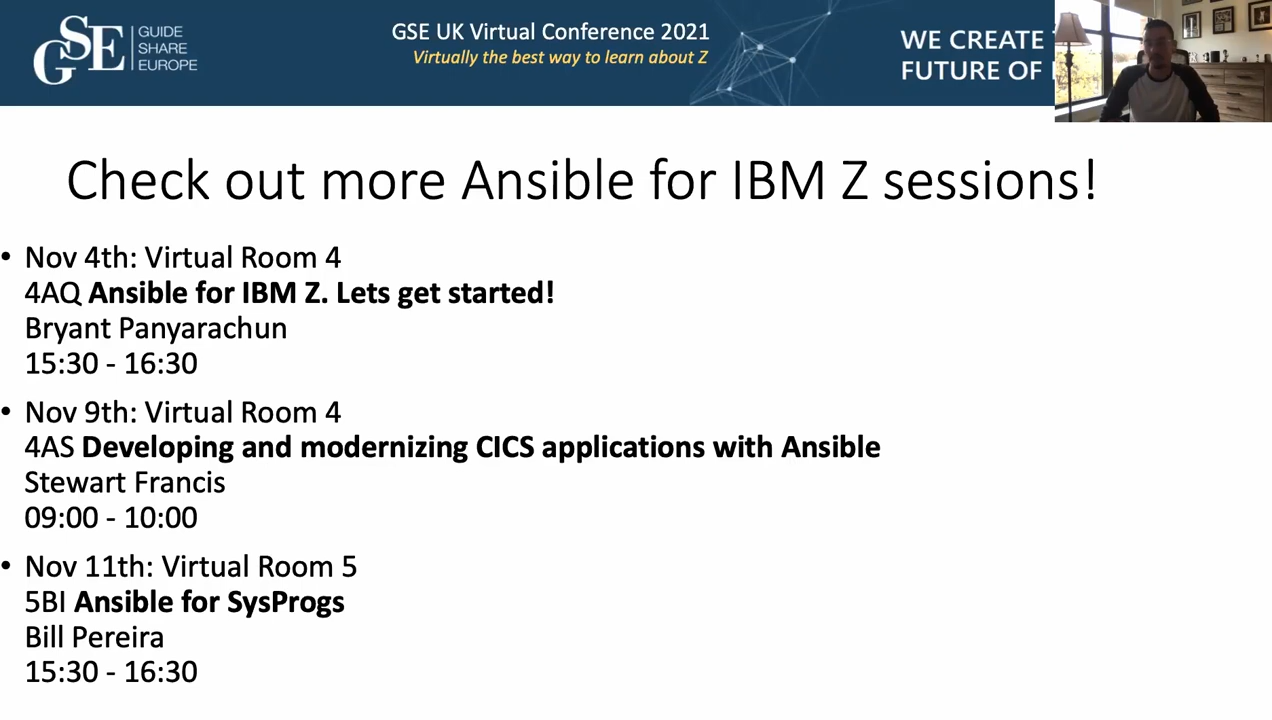 GSE
GUIDE
SHARE
EUROPE
GSE UK Virtual Conference 2021
Virtually the best way to learn about Z
WE CREATE
FUTURE OF
Check out more Ansible for IBM Z sessions!
• Nov 4th: Virtual Room 4
4AQ Ansible for IBM Z. Lets get started!
Bryant Panyarachun
15:30 - 16:30
• Nov 9th: Virtual Room 4
4AS Developing and modernizing CICS applications with Ansible
Stewart Francis
09:00 - 10:00
• Nov 11th: Virtual Room 5
5BI Ansible for SysProgs
Bill Pereira
15:30 - 16:30